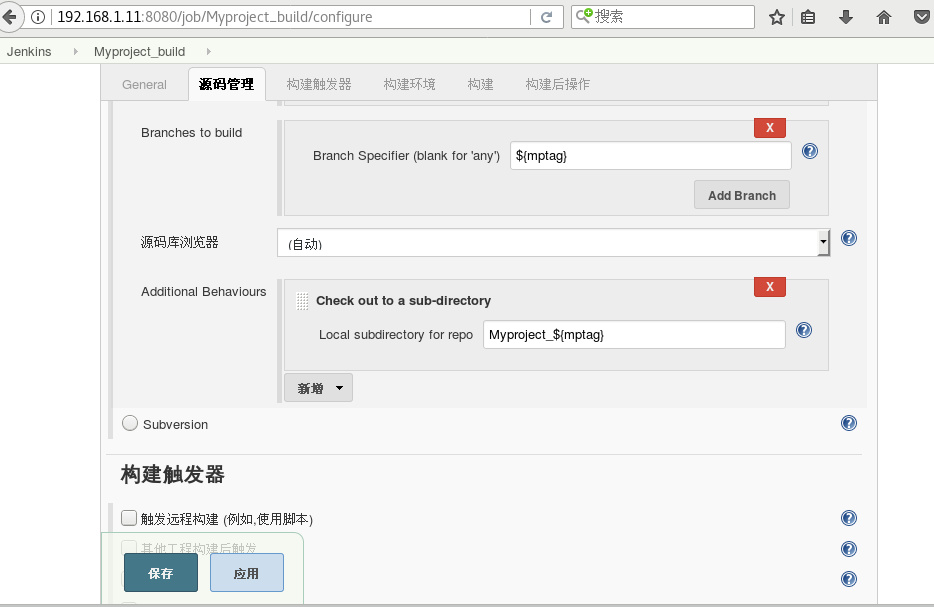 192.168.1.11:8080/job/Myproject_build/configure
搜索
Jenkins
Myproject_build
General
源码管理
构建触发器
构建环境
构建
构建后操作
Branches to build
X
Branch Specifier (blank for 'any')
${mptag}
Add Branch
源码库浏览器
(自动)
Additional Behaviours
X
Check out to a sub-directory
Local subdirectory for repo
Myproject_${mptag}
新增
Subversion
构建触发器
触发远程构建 (例如,使用脚本)
其他工程构建后触发
保存
应用